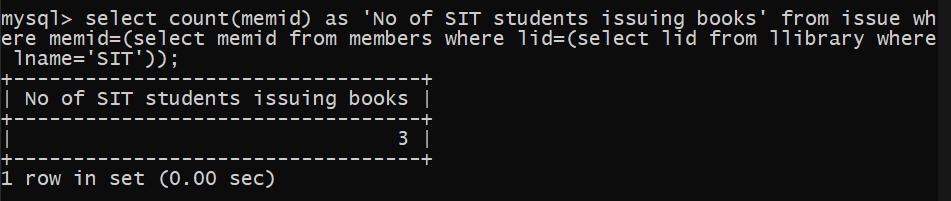 mysql> select count(memid) as 'No of SIT students issuing books' from issue wh
ere memid=(select memid from members where lid=(select lid from llibrary where
 lname='SIT'));
+----------------------------------+
| No of SIT students issuing books |
+----------------------------------+
|                                3 |
+----------------------------------+
1 row in set (0.00 sec)